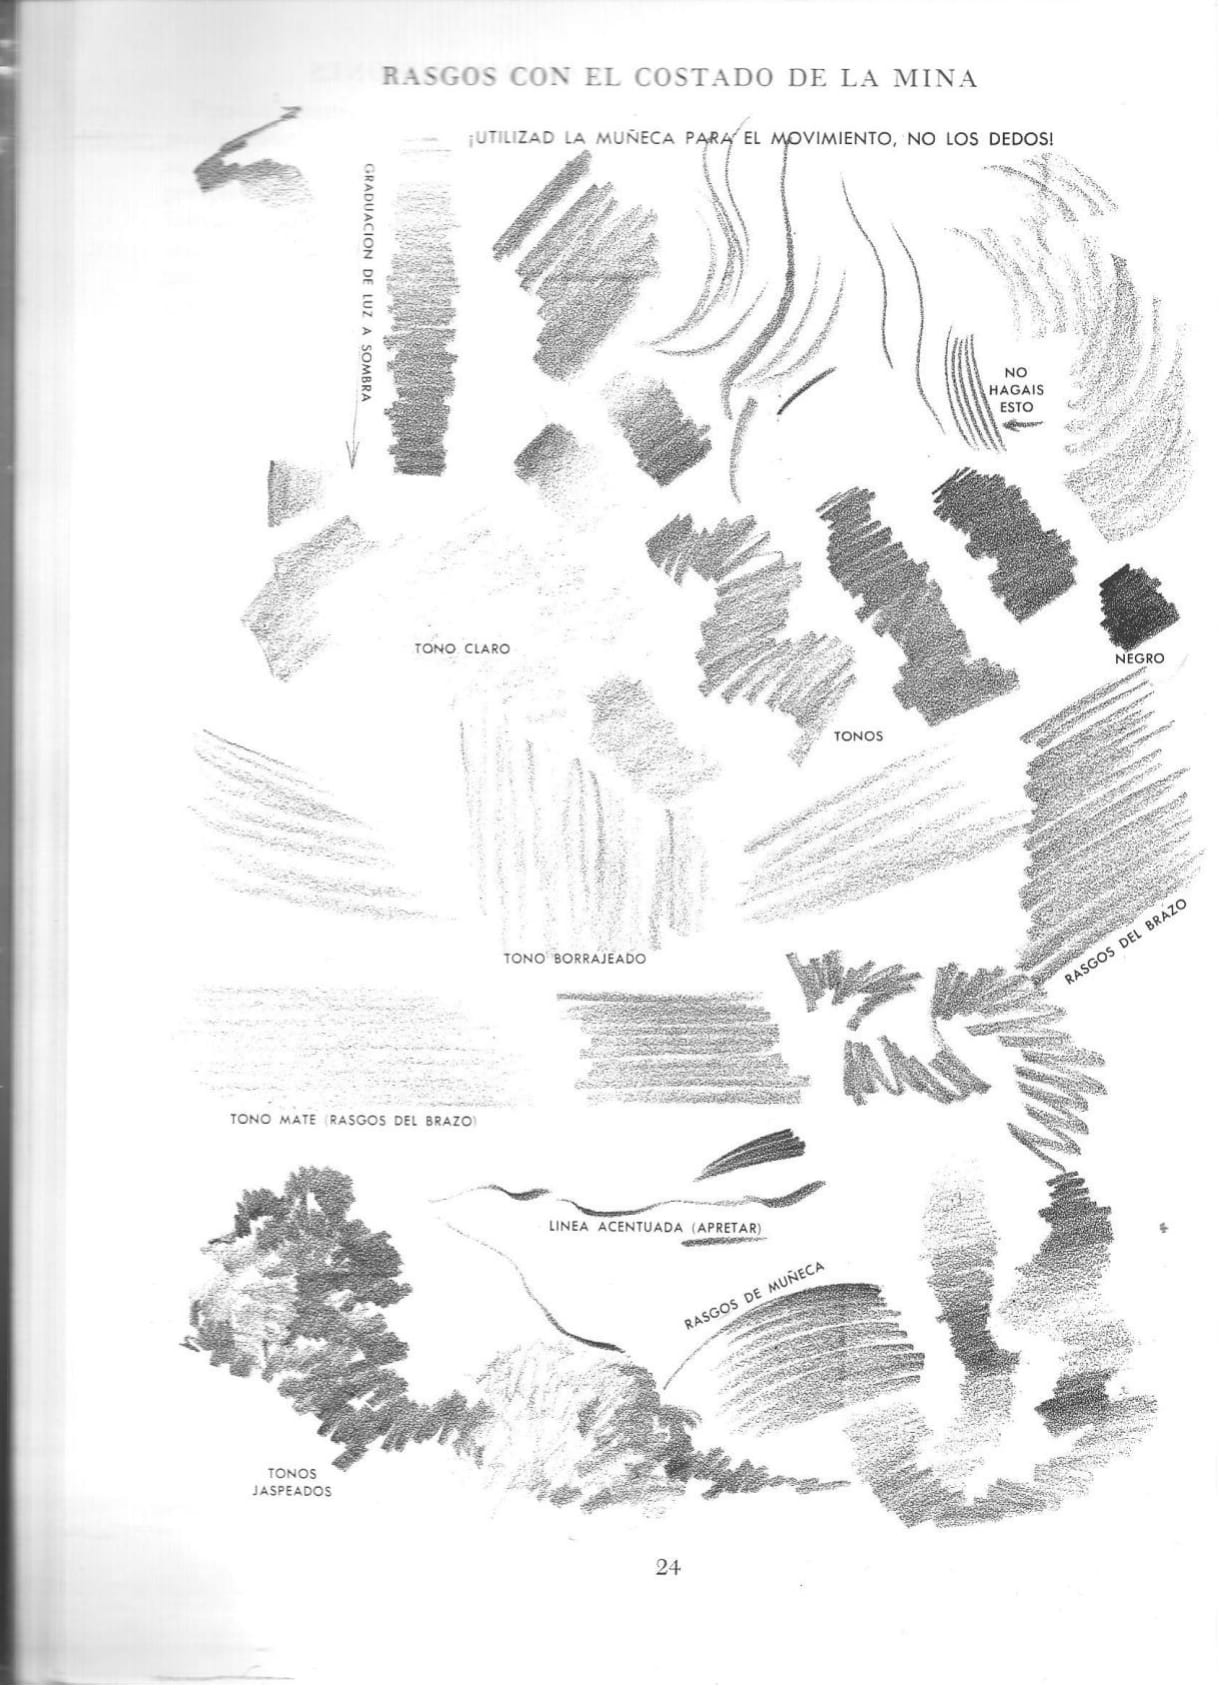 RASGOS CON EL COSTADO DE LA MINA
¡UTILIZAD LA MUÑECA PARA EL MOVIMIENTO, NO LOS DEDOS!
GRADUACION DE LUZ A SOMBRA
NO
HAGAIS
ESTO
TONO CLARO
NEGRO
TONOS
RASGOS DEL BRAZO
TONO BORRAJEADO
TONO MATE (RASGOS DEL BRAZO)
LINEA ACENTUADA (APRETAR)
RASGOS DE MUÑECA
TONOS
JASPEADOS
24